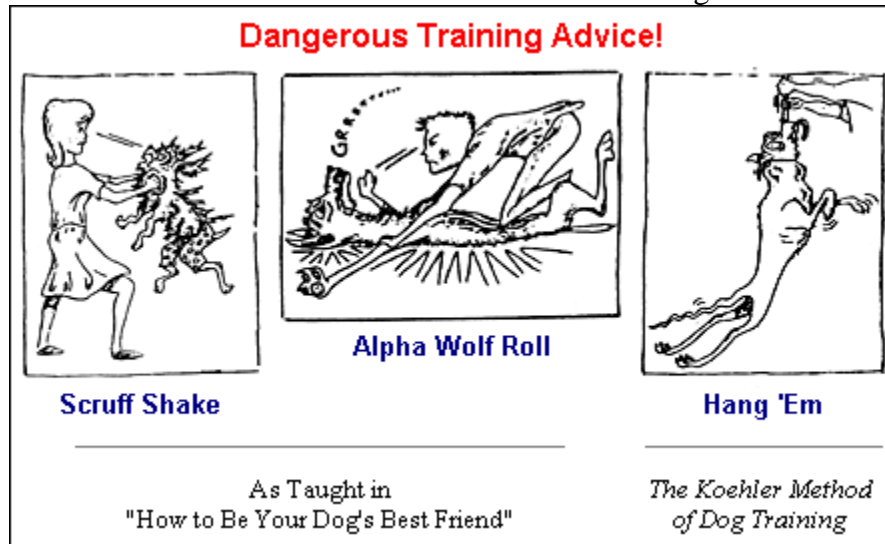 Dangerous Training Advice!
GRRrrr....
Alpha Wolf Roll
Scruff Shake
Hang 'Em
As Taught in
"How to Be Your Dog's Best Friend"
The Koehler Method
of Dog Training